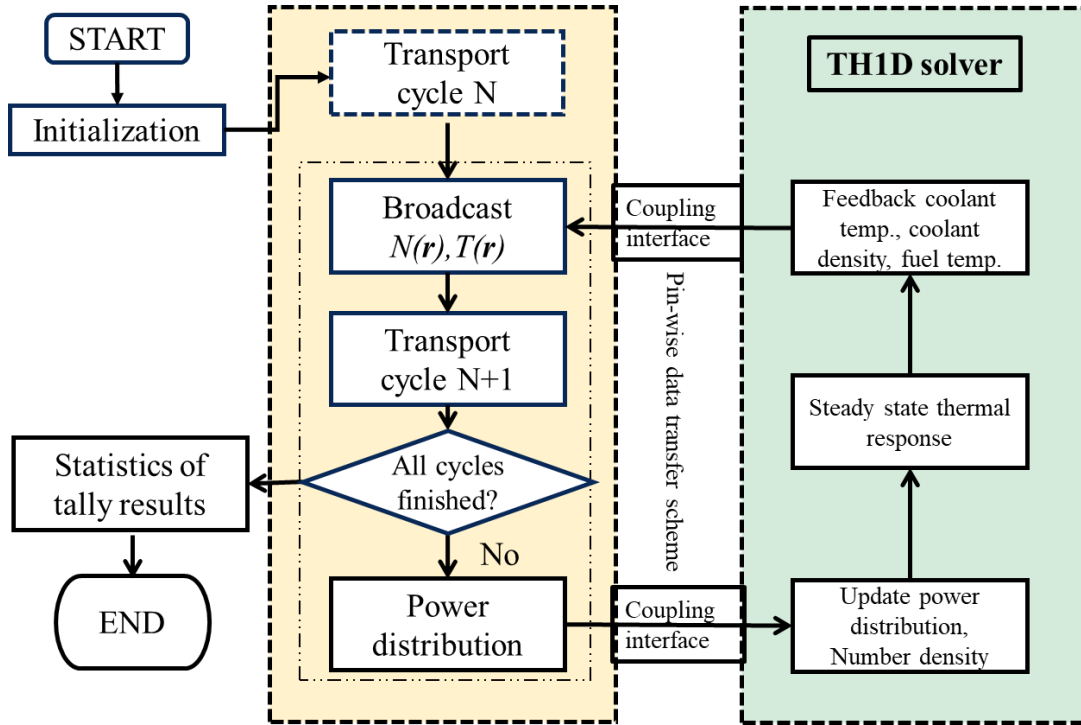 START
Initialization
Transport
cycle N
Broadcast
N(r),T(r)
Transport
cycle N+1
All cycles
finished?
No
Power
distribution
Statistics of
tally results
END
Coupling
interface
Pin-wise data transfer scheme
Coupling
interface
TH1D solver
Feedback coolant
temp., coolant
density, fuel temp.
Steady state thermal
response
Update power
distribution,
Number density